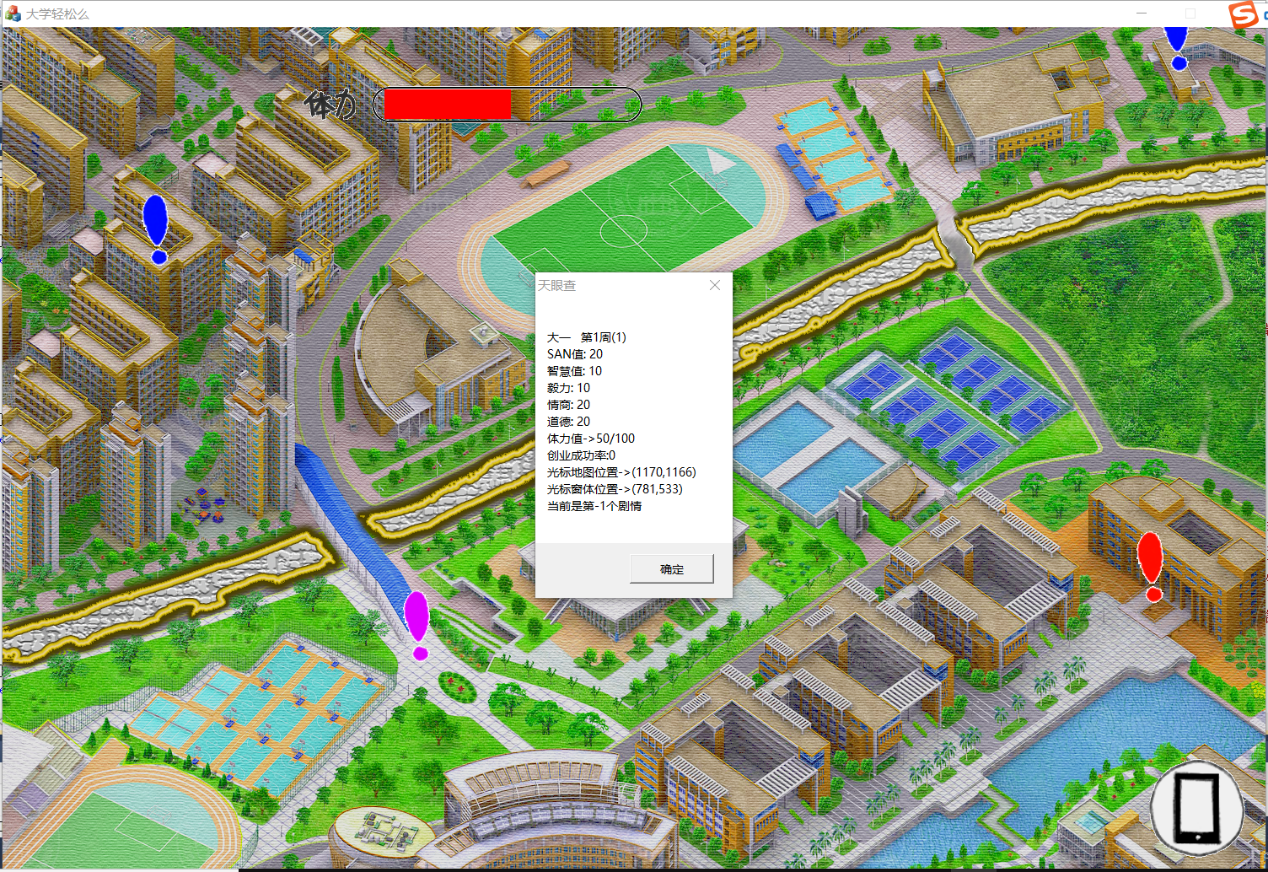 大学轻松么
体力
天眼查
大一 第1周(1)
SAN值: 20
智慧值: 10
毅力: 10
情商: 20
道德: 20
体力值->50/100
创业成功率:0
光标地图位置->(1170,1166)
光标窗体位置->(781,533)
当前是第-1个剧情
确定